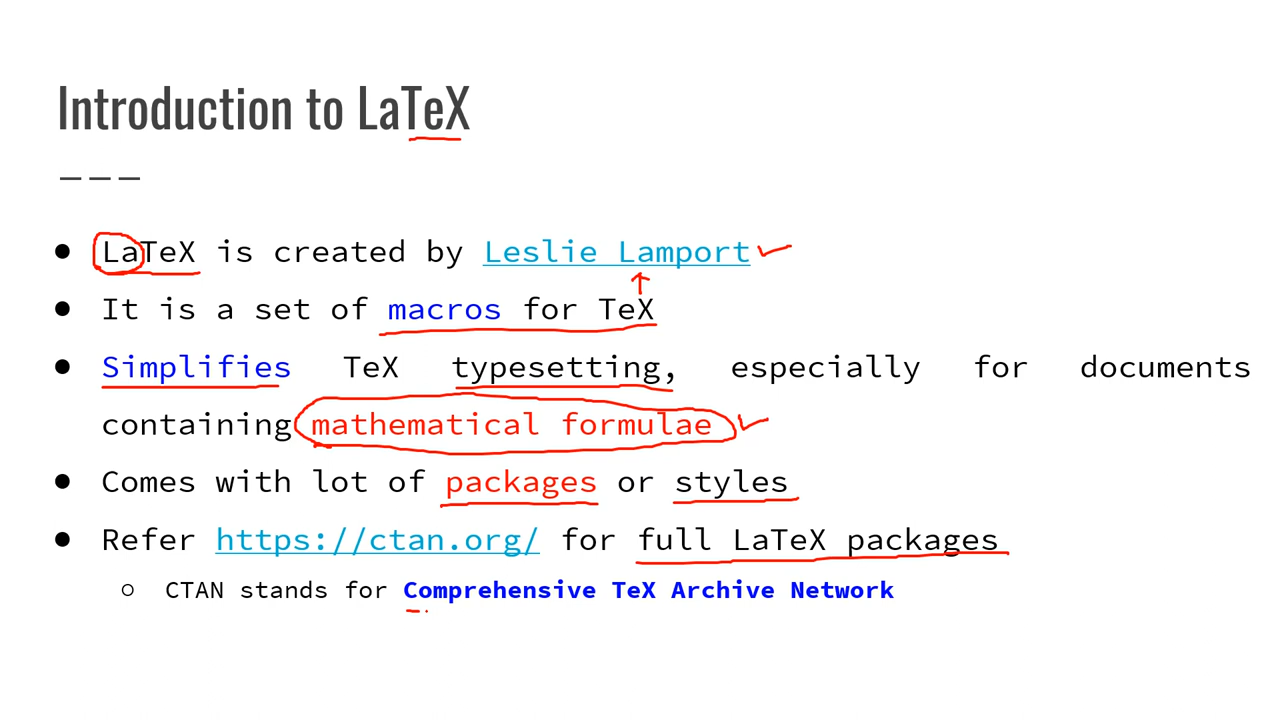 Introduction to LaTeX
● LaTeX is created by Leslie Lamport
● It is a set of macros for TeX
● Simplifies TeX typesetting, especially for documents
containing mathematical formulae
● Comes with lot of packages or styles
● Refer https://ctan.org/ for full LaTeX packages
○ CTAN stands for Comprehensive TeX Archive Network